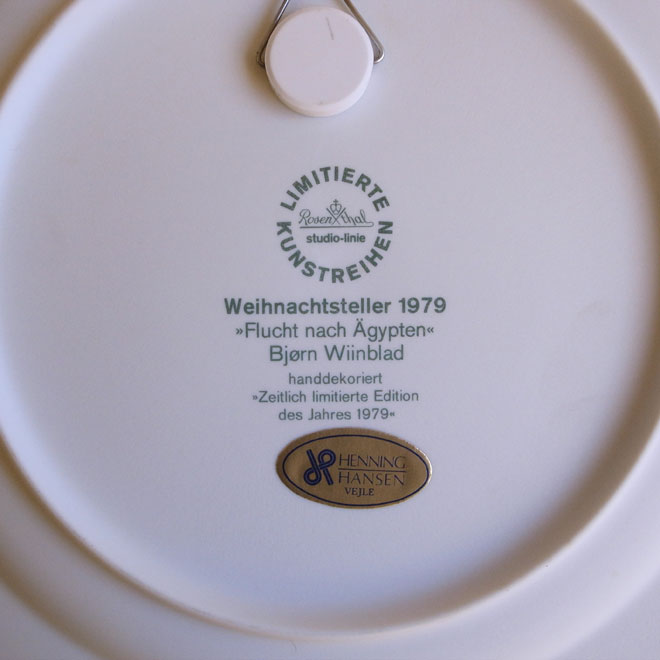 LIMITIERTE
Rosenthal
studio-linie
KUNSTREIHEN
Weihnachtsteller 1979
»Flucht nach Ägypten«
Bjørn Wiinblad
handdekoriert
»Zeitlich limitierte Edition
des Jahres 1979«
HENNING
HANSEN
VEJLE